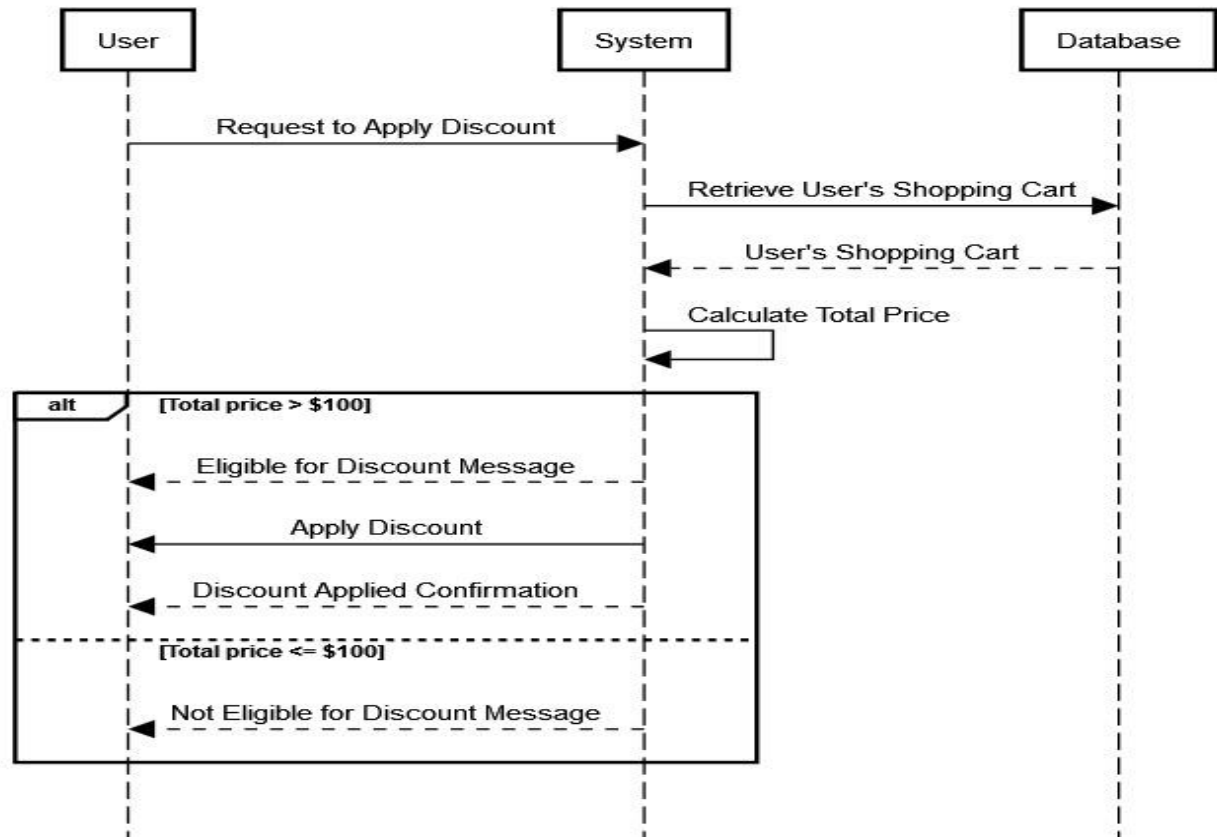 User
System
Database
Request to Apply Discount
Retrieve User's Shopping Cart
User's Shopping Cart
Calculate Total Price
alt
[Total price > $100]
Eligible for Discount Message
Apply Discount
Discount Applied Confirmation
[Total price <= $100]
Not Eligible for Discount Message